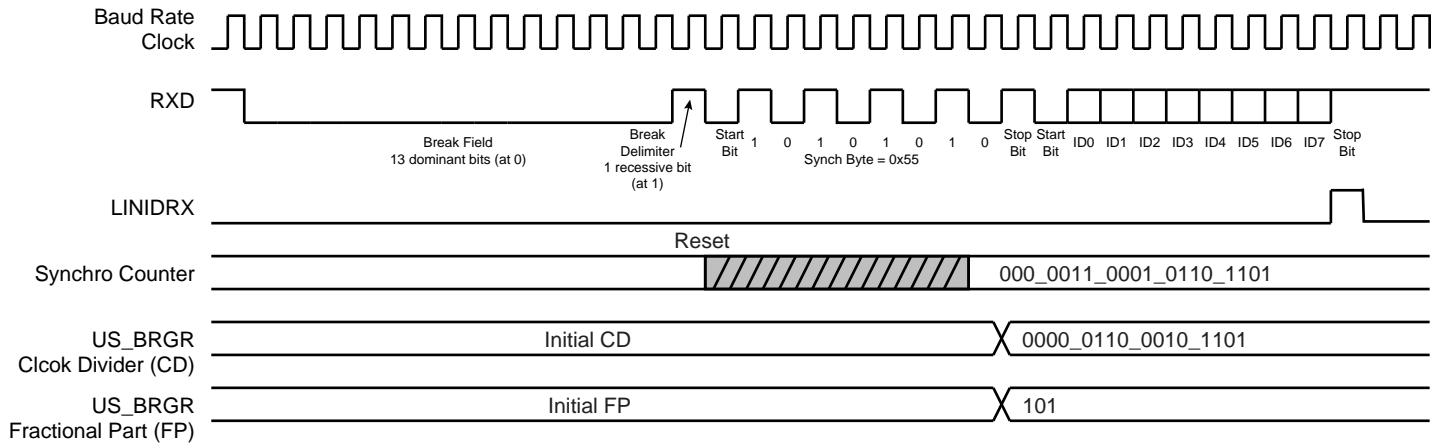 Baud Rate
Clock
RXD
Break Field
13 dominant bits (at 0)
Break
Delimiter
1 recessive bit
(at 1)
Start
Bit
1 0 1 0 1 0 1 0
Synch Byte = 0x55
Stop
Bit
Start
Bit
ID0 ID1 ID2 ID3 ID4 ID5 ID6 ID7
Stop
Bit
LINIDRX
Reset
Synchro Counter
000_0011_0001_0110_1101
US_BRGR
Clcok Divider (CD)
Initial CD
0000_0110_0010_1101
US_BRGR
Fractional Part (FP)
Initial FP
101